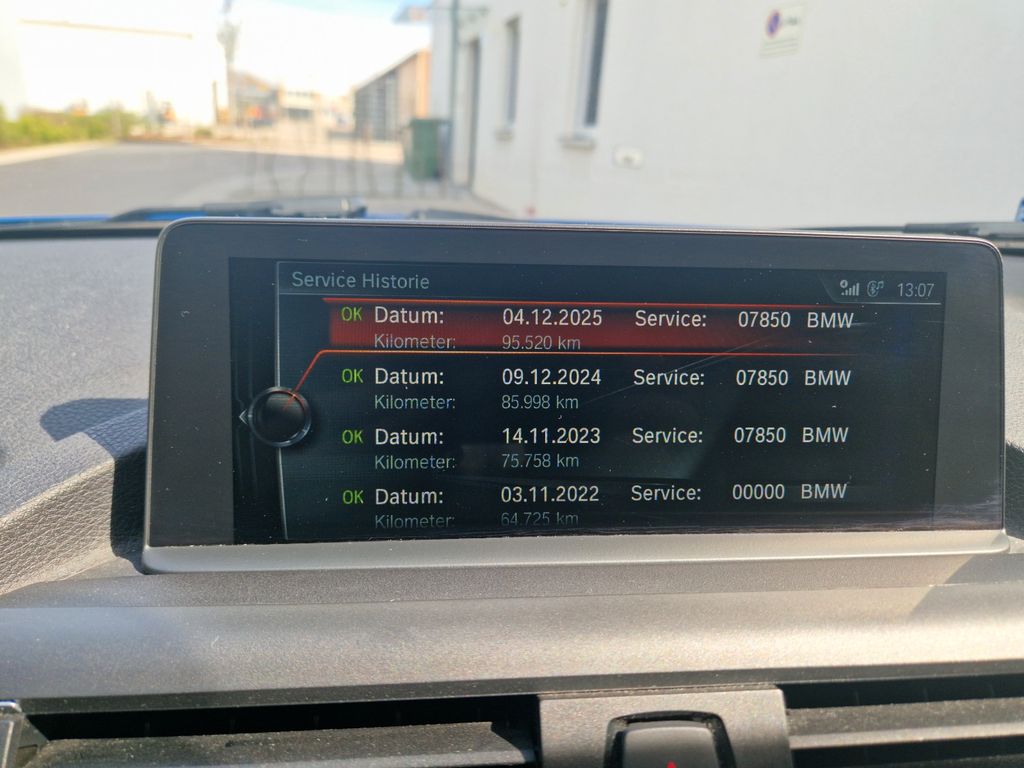 Service Historie
13:07
OK Datum: 04.12.2025 Service: 07850 BMW
Kilometer: 95.520 km
OK Datum: 09.12.2024 Service: 07850 BMW
Kilometer: 85.998 km
OK Datum: 14.11.2023 Service: 07850 BMW
Kilometer: 75.758 km
OK Datum: 03.11.2022 Service: 00000 BMW
Kilometer: 64.725 km